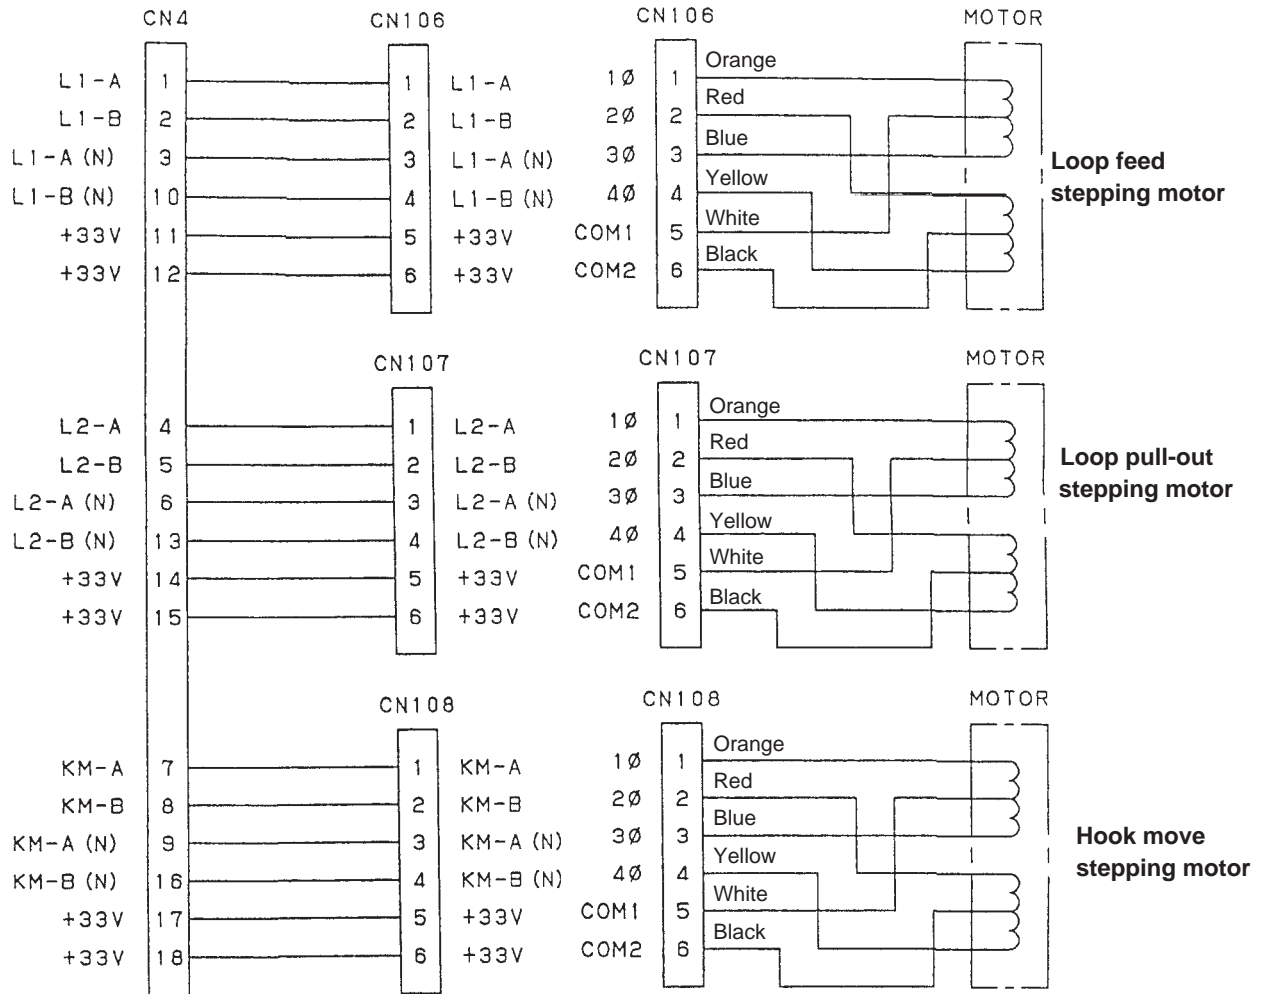 CN4 CN106 CN106 MOTOR
L1-A 1 1 L1-A 1Ø 1 Orange
L1-B 2 2 L1-B 2Ø 2 Red
L1-A (N) 3 3 L1-A (N) 3Ø 3 Blue
L1-B (N) 10 4 L1-B (N) 4Ø 4 Yellow
+33V 11 5 +33V COM1 5 White
+33V 12 6 +33V COM2 6 Black
Loop feed
stepping motor
CN107 CN107 MOTOR
L2-A 4 1 L2-A 1Ø 1 Orange
L2-B 5 2 L2-B 2Ø 2 Red
L2-A (N) 6 3 L2-A (N) 3Ø 3 Blue
L2-B (N) 13 4 L2-B (N) 4Ø 4 Yellow
+33V 14 5 +33V COM1 5 White
+33V 15 6 +33V COM2 6 Black
Loop pull-out
stepping motor
CN108 CN108 MOTOR
KM-A 7 1 KM-A 1Ø 1 Orange
KM-B 8 2 KM-B 2Ø 2 Red
KM-A (N) 9 3 KM-A (N) 3Ø 3 Blue
KM-B (N) 16 4 KM-B (N) 4Ø 4 Yellow
+33V 17 5 +33V COM1 5 White
+33V 18 6 +33V COM2 6 Black
Hook move
stepping motor